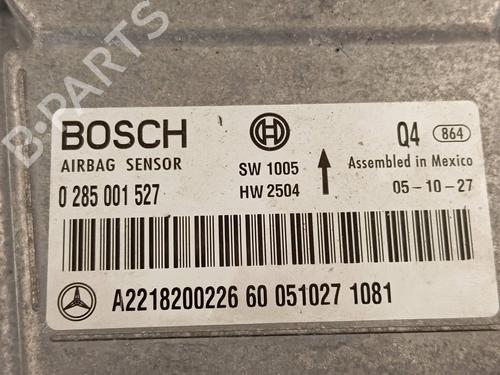 B-PARTS
BOSCH
Q4 864
AIRBAG SENSOR
SW 1005
Assembled in Mexico
0 285 001 527
HW 2504
05-10-27
A2218200226 60 051027 1081